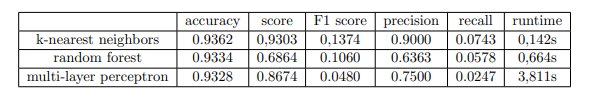 accuracy score F1 score precision recall runtime
k-nearest neighbors 0.9362 0,9303 0,1374 0.9000 0.0743 0,142s
random forest 0.9334 0.6864 0.1060 0.6363 0.0578 0,664s
multi-layer perceptron 0.9328 0.8674 0.0480 0.7500 0.0247 3,811s